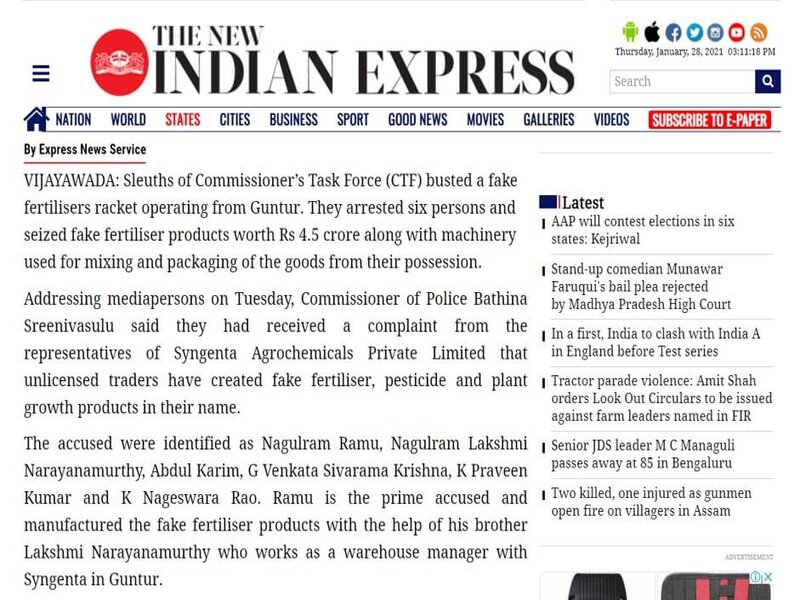 THE NEW
INDIAN EXPRESS
Thursday, January, 28, 2021 03:11:18 PM
Search
NATION WORLD STATES CITIES BUSINESS SPORT GOOD NEWS MOVIES GALLERIES VIDEOS SUBSCRIBE TO E-PAPER
By Express News Service
VIJAYAWADA: Sleuths of Commissioner's Task Force (CTF) busted a fake
fertilisers racket operating from Guntur. They arrested six persons and
seized fake fertiliser products worth Rs 4.5 crore along with machinery
used for mixing and packaging of the goods from their possession.
Addressing mediapersons on Tuesday, Commissioner of Police Bathina
Sreenivasulu said they had received a complaint from the
representatives of Syngenta Agrochemicals Private Limited that
unlicensed traders have created fake fertiliser, pesticide and plant
growth products in their name.
The accused were identified as Nagulram Ramu, Nagulram Lakshmi
Narayanamurthy, Abdul Karim, G Venkata Sivarama Krishna, K Praveen
Kumar and K Nageswara Rao. Ramu is the prime accused and
manufactured the fake fertiliser products with the help of his brother
Lakshmi Narayanamurthy who works as a warehouse manager with
Syngenta in Guntur.
Latest
AAP will contest elections in six
states: Kejriwal
Stand-up comedian Munawar
Faruqui's bail plea rejected
by Madhya Pradesh High Court
In a first, India to clash with India A
in England before Test series
Tractor parade violence: Amit Shah
orders Look Out Circulars to be issued
against farm leaders named in FIR
Senior JDS leader M C Managuli
passes away at 85 in Bengaluru
Two killed, one injured as gunmen
open fire on villagers in Assam
ADVERTISEMENT